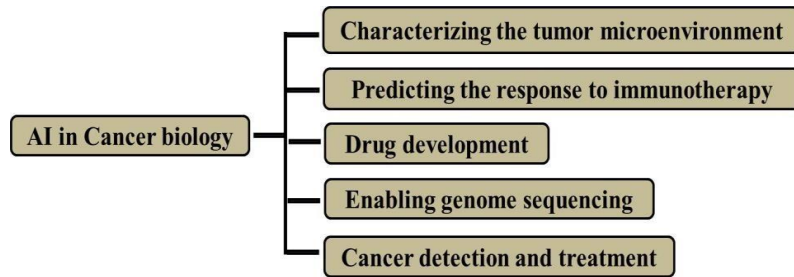 Characterizing the tumor microenvironment
Predicting the response to immunotherapy
AI in Cancer biology
Drug development
Enabling genome sequencing
Cancer detection and treatment